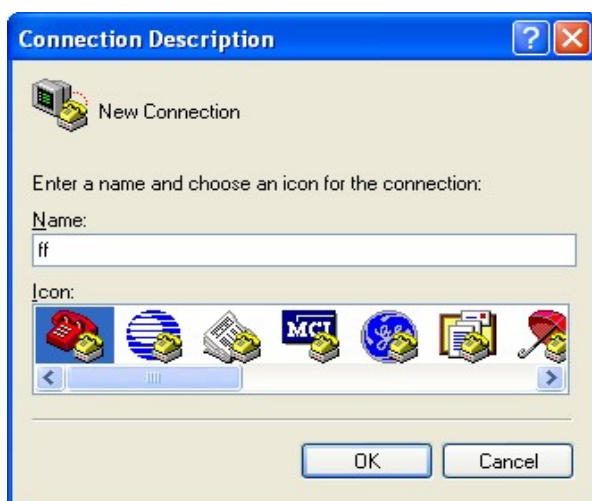 Connection Description
New Connection
Enter a name and choose an icon for the connection:
Name:
ff
Icon:
MCI
OK Cancel